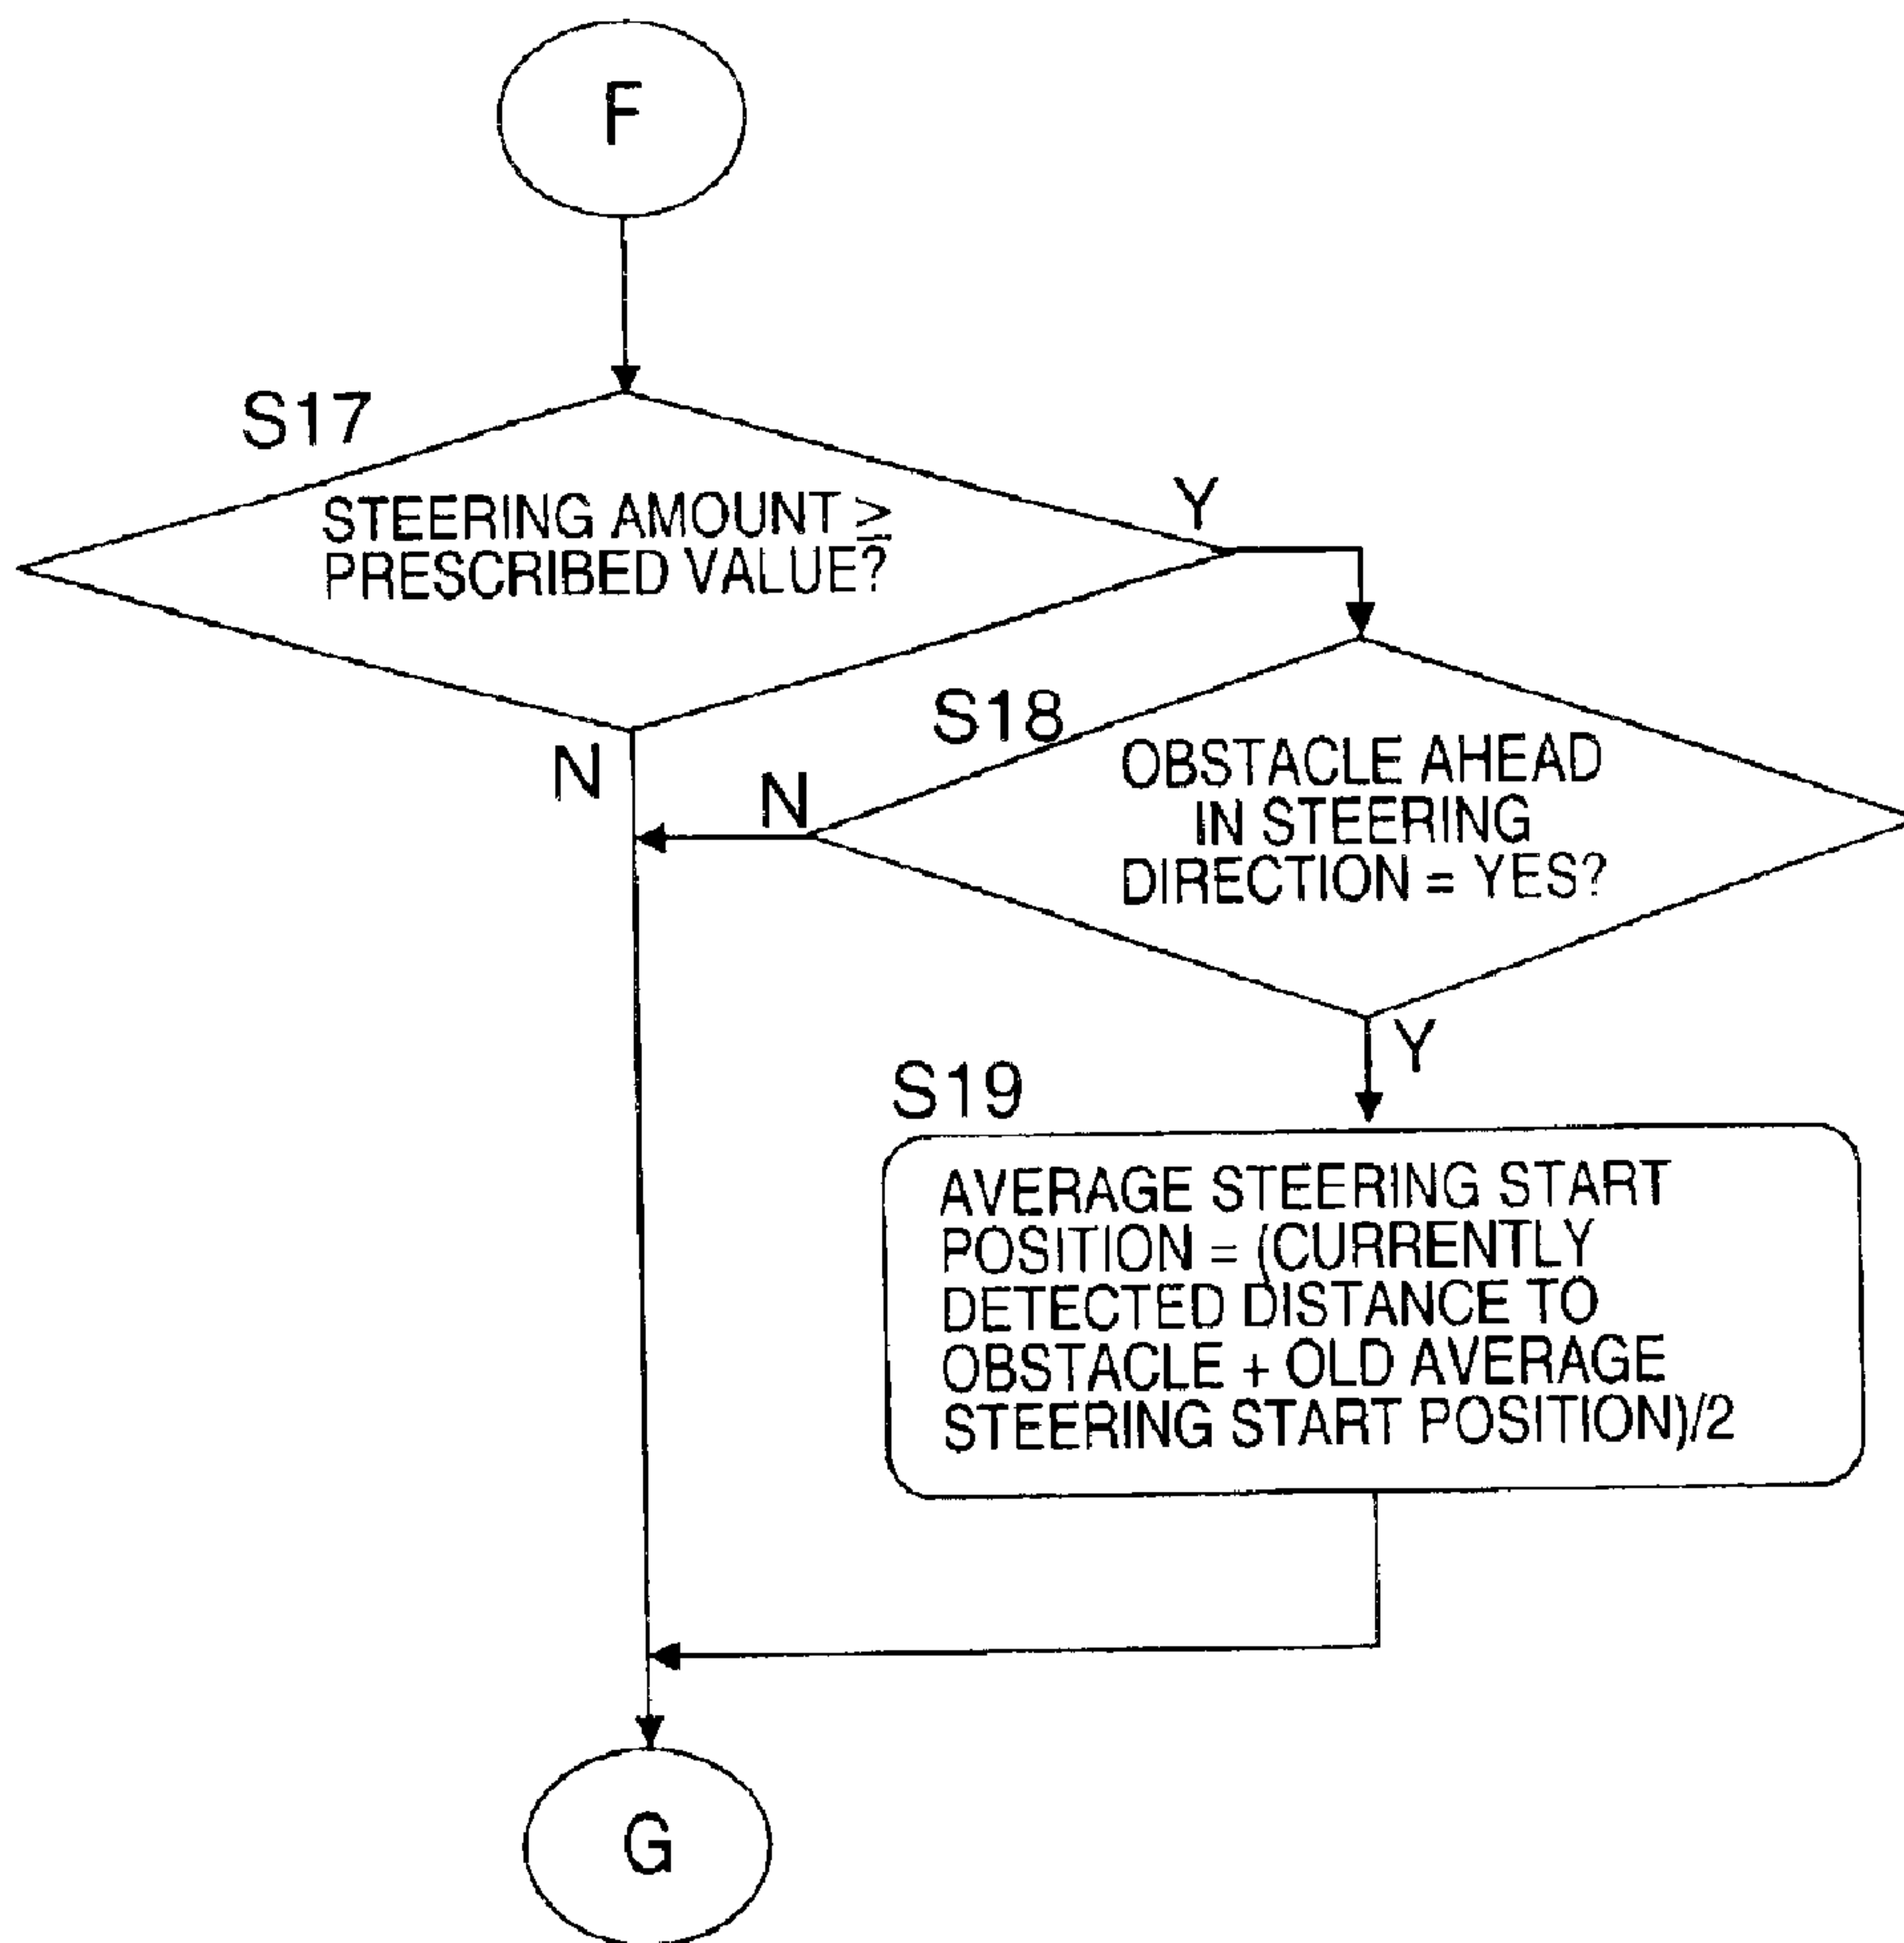 F
S17
STEERING AMOUNT ≥
PRESCRIBED VALUE?
Y
N
S18
OBSTACLE AHEAD
IN STEERING
DIRECTION = YES?
N
Y
S19
AVERAGE STEERING START
POSITION = (CURRENTLY
DETECTED DISTANCE TO
OBSTACLE + OLD AVERAGE
STEERING START POSITION)/2
G